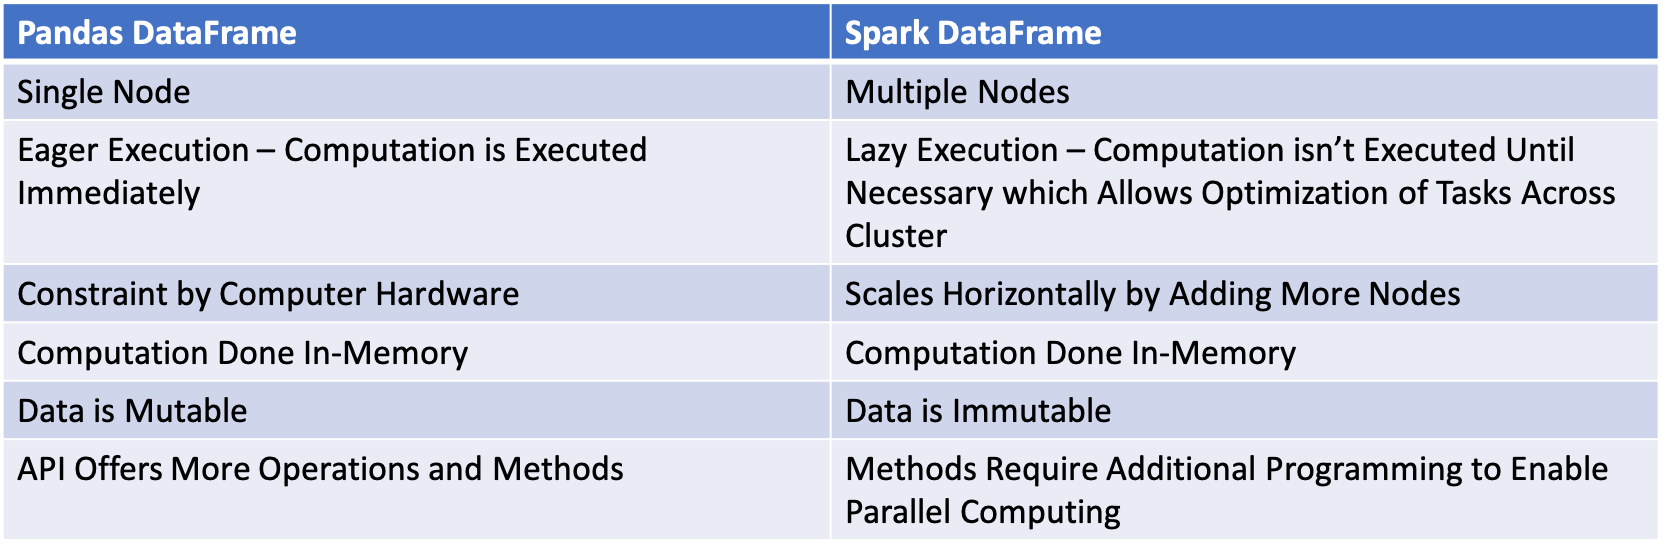 Pandas DataFrame
Spark DataFrame
Single Node
Multiple Nodes
Eager Execution – Computation is Executed
Immediately
Lazy Execution – Computation isn’t Executed Until
Necessary which Allows Optimization of Tasks Across
Cluster
Constraint by Computer Hardware
Scales Horizontally by Adding More Nodes
Computation Done In-Memory
Computation Done In-Memory
Data is Mutable
Data is Immutable
API Offers More Operations and Methods
Methods Require Additional Programming to Enable
Parallel Computing